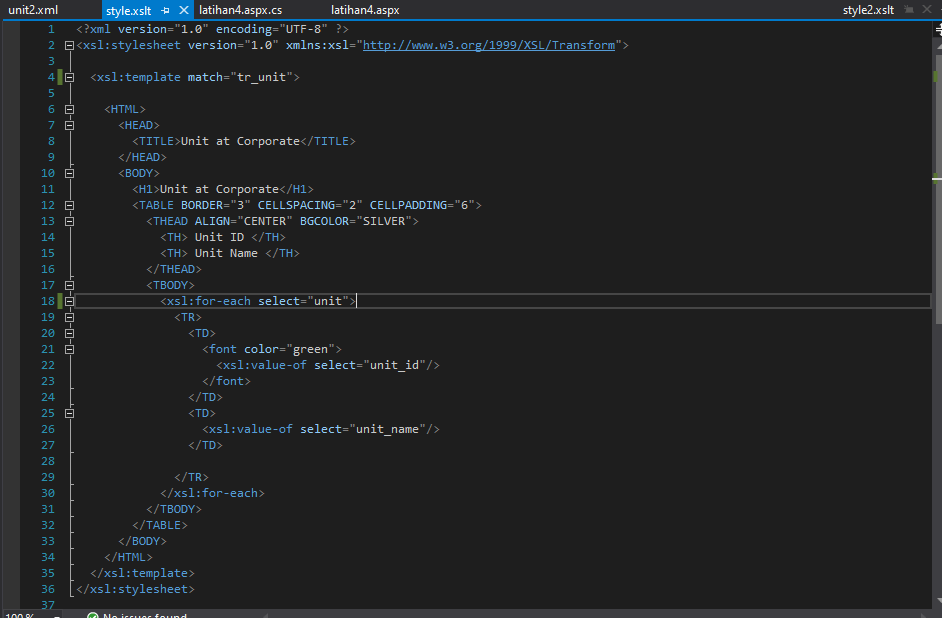 unit2.xml style.xslt latihan4.aspx.cs latihan4.aspx style2.xslt
1 <?xml version="1.0" encoding="UTF-8" ?>
2 <xsl:stylesheet version="1.0" xmlns:xsl="http://www.w3.org/1999/XSL/Transform">
3
4 <xsl:template match="tr_unit">
5
6 <HTML>
7 <HEAD>
8 <TITLE>Unit at Corporate</TITLE>
9 </HEAD>
10 <BODY>
11 <H1>Unit at Corporate</H1>
12 <TABLE BORDER="3" CELLSPACING="2" CELLPADDING="6">
13 <THEAD ALIGN="CENTER" BGCOLOR="SILVER">
14 <TH> Unit ID </TH>
15 <TH> Unit Name </TH>
16 </THEAD>
17 <TBODY>
18 <xsl:for-each select="unit">
19 <TR>
20 <TD>
21 <font color="green">
22 <xsl:value-of select="unit_id"/>
23 </font>
24 </TD>
25 <TD>
26 <xsl:value-of select="unit_name"/>
27 </TD>
28
29 </TR>
30 </xsl:for-each>
31 </TBODY>
32 </TABLE>
33 </BODY>
34 </HTML>
35 </xsl:template>
36 </xsl:stylesheet>
37
100 % No issues found